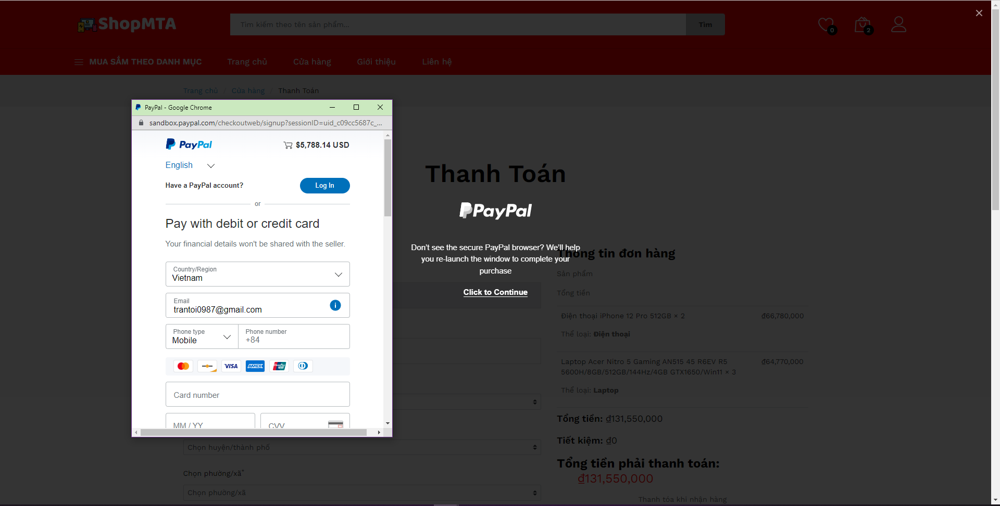 ShopMTA
Tìm kiếm theo tên sản phẩm...
Tìm
0
2
MUA SẮM THEO DANH MỤC
Trang chủ
Cửa hàng
Giới thiệu
Liên hệ
Trang chủ / Cửa hàng / Thanh Toán
PayPal - Google Chrome
sandbox.paypal.com/checkoutweb/signup?sessionID=uid_c09cc5687c_...
PayPal
$5,788.14 USD
English
Have a PayPal account?
Log In
or
Pay with debit or credit card
Your financial details won't be shared with the seller.
Country/Region
Vietnam
Email
trantoi0987@gmail.com
i
Phone type
Mobile
Phone number
+84
VISA
AMEX
UnionPay
Card number
MM / YY
CVV
Thanh Toán
PayPal
Don't see the secure PayPal browser? We'll help
you re-launch the window to complete your
purchase
Click to Continue
Thông tin đơn hàng
Sản phẩm
Tổng tiền
Điện thoại iPhone 12 Pro 512GB × 2
₫66,780,000
Thể loại: Điện thoại
Laptop Acer Nitro 5 Gaming AN515 45 R6EV R5
5600H/8GB/512GB/144Hz/4GB GTX1650/Win11 × 3
₫64,770,000
Thể loại: Laptop
Tổng tiền: ₫131,550,000
Tiết kiệm: ₫0
Tổng tiền phải thanh toán:
₫131,550,000
Thanh tóa khi nhận hàng
Chọn huyện/thành phố
Chọn phường/xã*
Chọn phường/xã